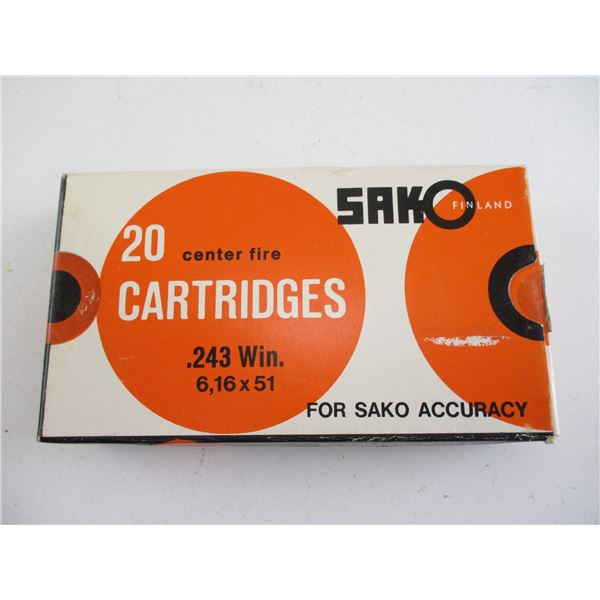 SAKO FINLAND
20 center fire
CARTRIDGES
.243 Win.
6,16 x 51
FOR SAKO ACCURACY